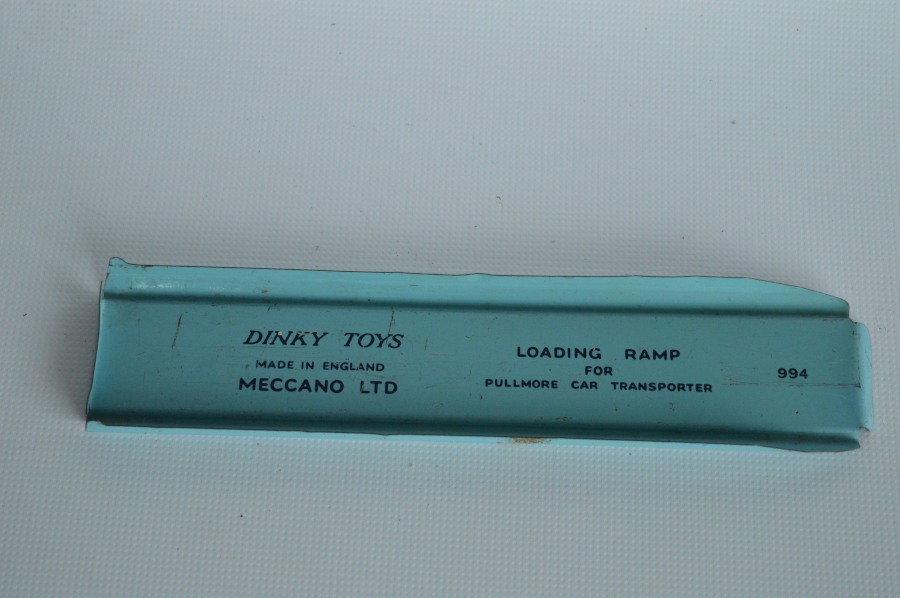 DINKY TOYS
MADE IN ENGLAND
MECCANO LTD
LOADING RAMP
FOR
PULLMORE CAR TRANSPORTER
994